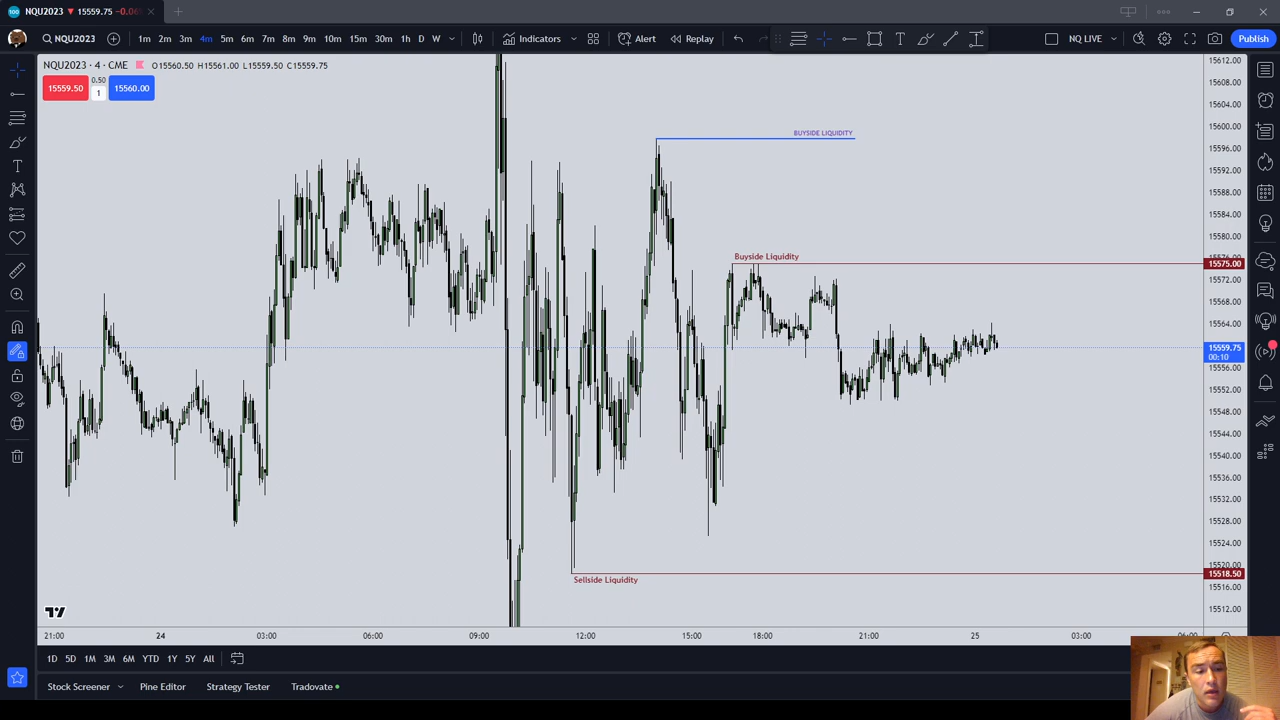 NQU2023 ▼ 15559.75 −0.06
NQU2023 1m 2m 3m 4m 5m 6m 7m 8m 9m 10m 15m 30m 1h D W Indicators Alert Replay NQ LIVE Publish
NQU2023 · 4 · CME O15560.50 H15561.00 L15559.50 C15559.75
15559.50 0.50 1 15560.00
15612.00
15608.00
15604.00
15600.00
BUYSIDE LIQUIDITY
15596.00
15592.00
15588.00
15584.00
15580.00
Buyside Liquidity
15576.00
15575.00
15572.00
15568.00
15564.00
15559.75
00:10
15556.00
15552.00
15548.00
15544.00
15540.00
15536.00
15532.00
15528.00
15524.00
15520.00
15518.50
Sellside Liquidity
15516.00
15512.00
21:00 24 03:00 06:00 09:00 12:00 15:00 18:00 21:00 25 03:00 06:00
1D 5D 1M 3M 6M YTD 1Y 5Y All
Stock Screener Pine Editor Strategy Tester Tradovate